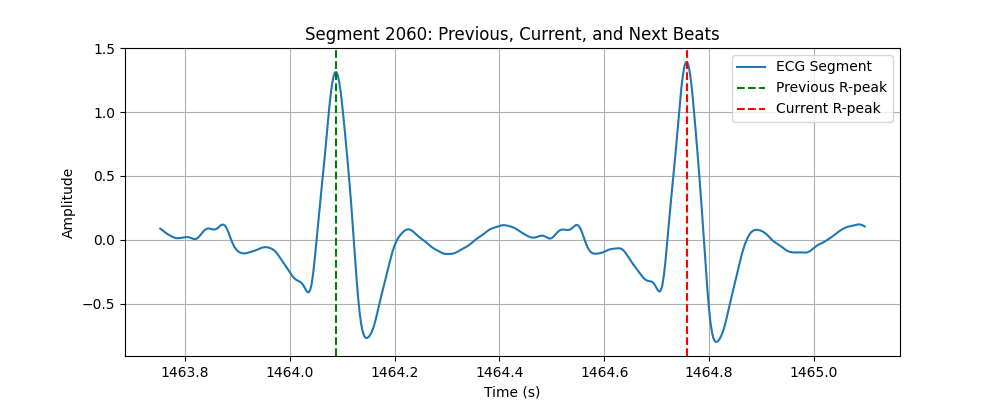 Segment 2060: Previous, Current, and Next Beats
1.5
1.0
0.5
0.0
−0.5
Amplitude
ECG Segment
Previous R-peak
Current R-peak
1463.8 1464.0 1464.2 1464.4 1464.6 1464.8 1465.0
Time (s)